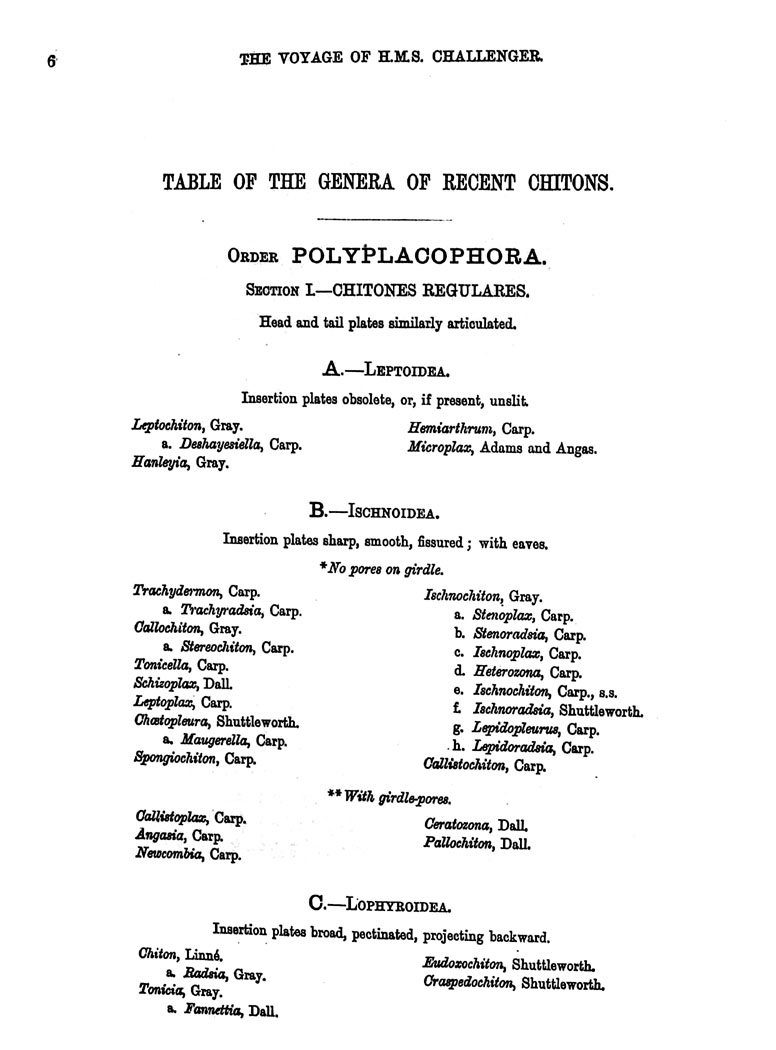 6
THE VOYAGE OF H.M.S. CHALLENGER.
TABLE OF THE GENERA OF RECENT CHITONS.
ORDER POLYPLACOPHORA.
SECTION I.—CHITONES REGULARES.
Head and tail plates similarly articulated.
A.—LEPTOIDEA.
Insertion plates obsolete, or, if present, unslit.
Leptochiton, Gray.
a. Deshayesiella, Carp.
Hanleyia, Gray.
Hemiarthrum, Carp.
Microplax, Adams and Angas.
B.—ISCHNOIDEA.
Insertion plates sharp, smooth, fissured; with eaves.
*No pores on girdle.
Trachydermon, Carp.
a. Trachyradsia, Carp.
Callochiton, Gray.
a. Stereochiton, Carp.
Tonicella, Carp.
Schizoplax, Dall.
Leptoplax, Carp.
Chætopleura, Shuttleworth.
a. Maugerella, Carp.
Spongiochiton, Carp.
Ischnochiton, Gray.
a. Stenoplax, Carp.
b. Stenoradsia, Carp.
c. Ischnoplax, Carp.
d. Heterozona, Carp.
e. Ischnochiton, Carp., s.s.
f. Ischnoradsia, Shuttleworth.
g. Lepidopleurus, Carp.
h. Lepidoradsia, Carp.
Callistochiton, Carp.
** With girdle-pores.
Callistoplax, Carp.
Angasia, Carp.
Newcombia, Carp.
Ceratozona, Dall.
Pallochiton, Dall.
C.—LOPHYROIDEA.
Insertion plates broad, pectinated, projecting backward.
Chiton, Linné.
a. Radsia, Gray.
Tonicia, Gray.
a. Fannettia, Dall.
Eudoxochiton, Shuttleworth.
Craspedochiton, Shuttleworth.